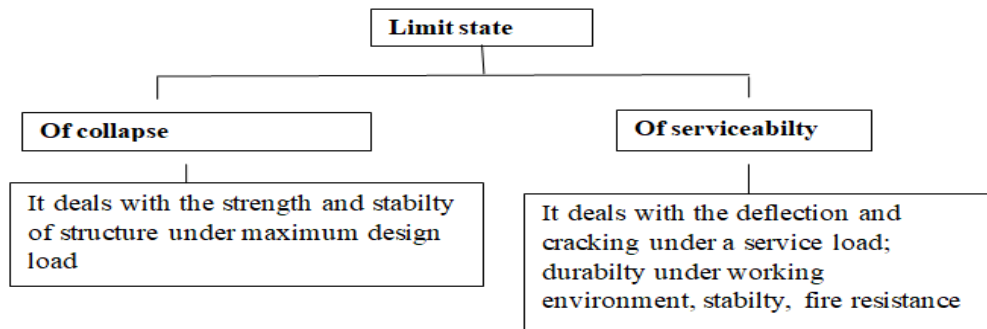 Limit state
Of collapse
Of serviceabilty
It deals with the strength and stabilty
of structure under maximum design
load
It deals with the deflection and
cracking under a service load;
durabilty under working
environment, stabilty, fire resistance